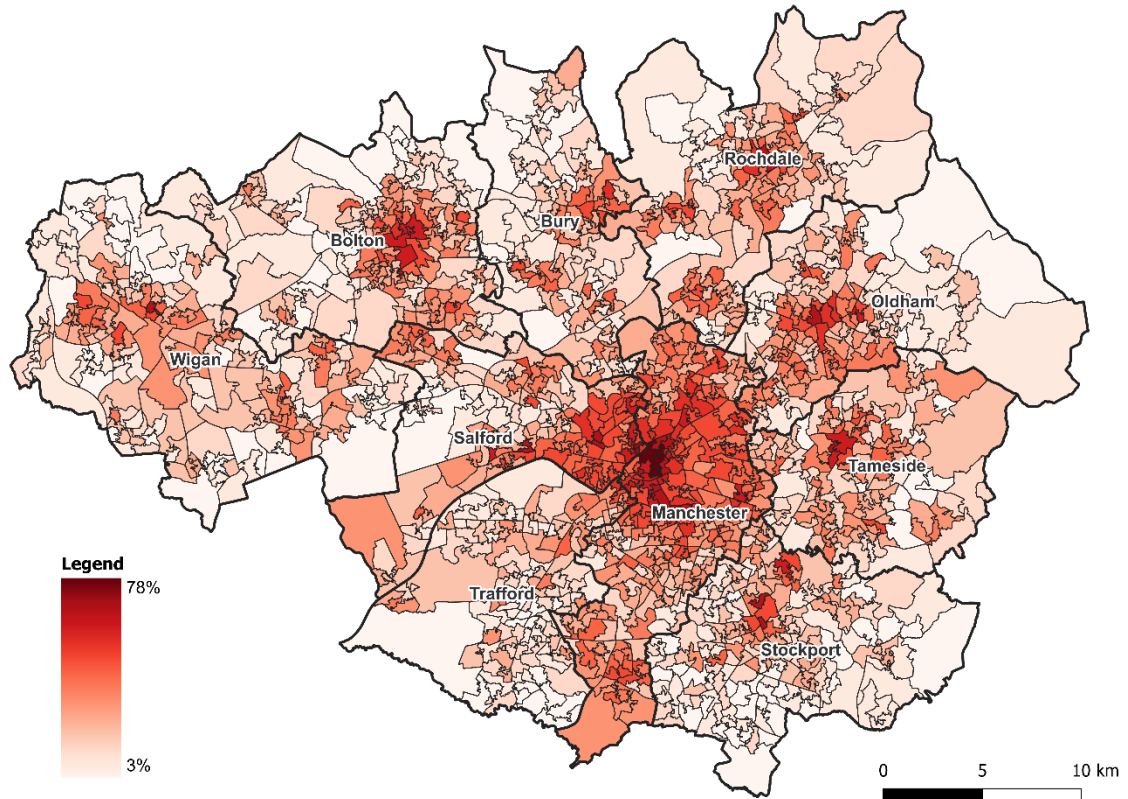 Rochdale
Bury
Bolton
Oldham
Wigan
Salford
Tameside
Manchester
Legend
78%
Trafford
Stockport
3%
0 5 10 km